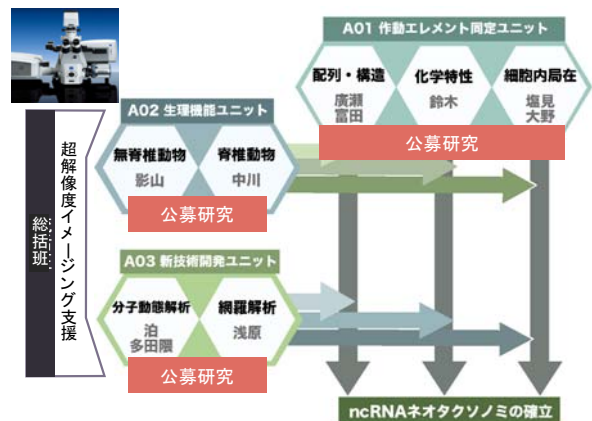 A01 作動エレメント同定ユニット
配列・構造
廣瀬
富田
化学特性
鈴木
細胞内局在
塩見
大野
公募研究
A02 生理機能ユニット
無脊椎動物
影山
脊椎動物
中川
公募研究
A03 新技術開発ユニット
分子動態解析
泊
多田隈
網羅解析
浅原
公募研究
総括班
超解像度イメージング支援
ncRNAネオタクソノミの確立